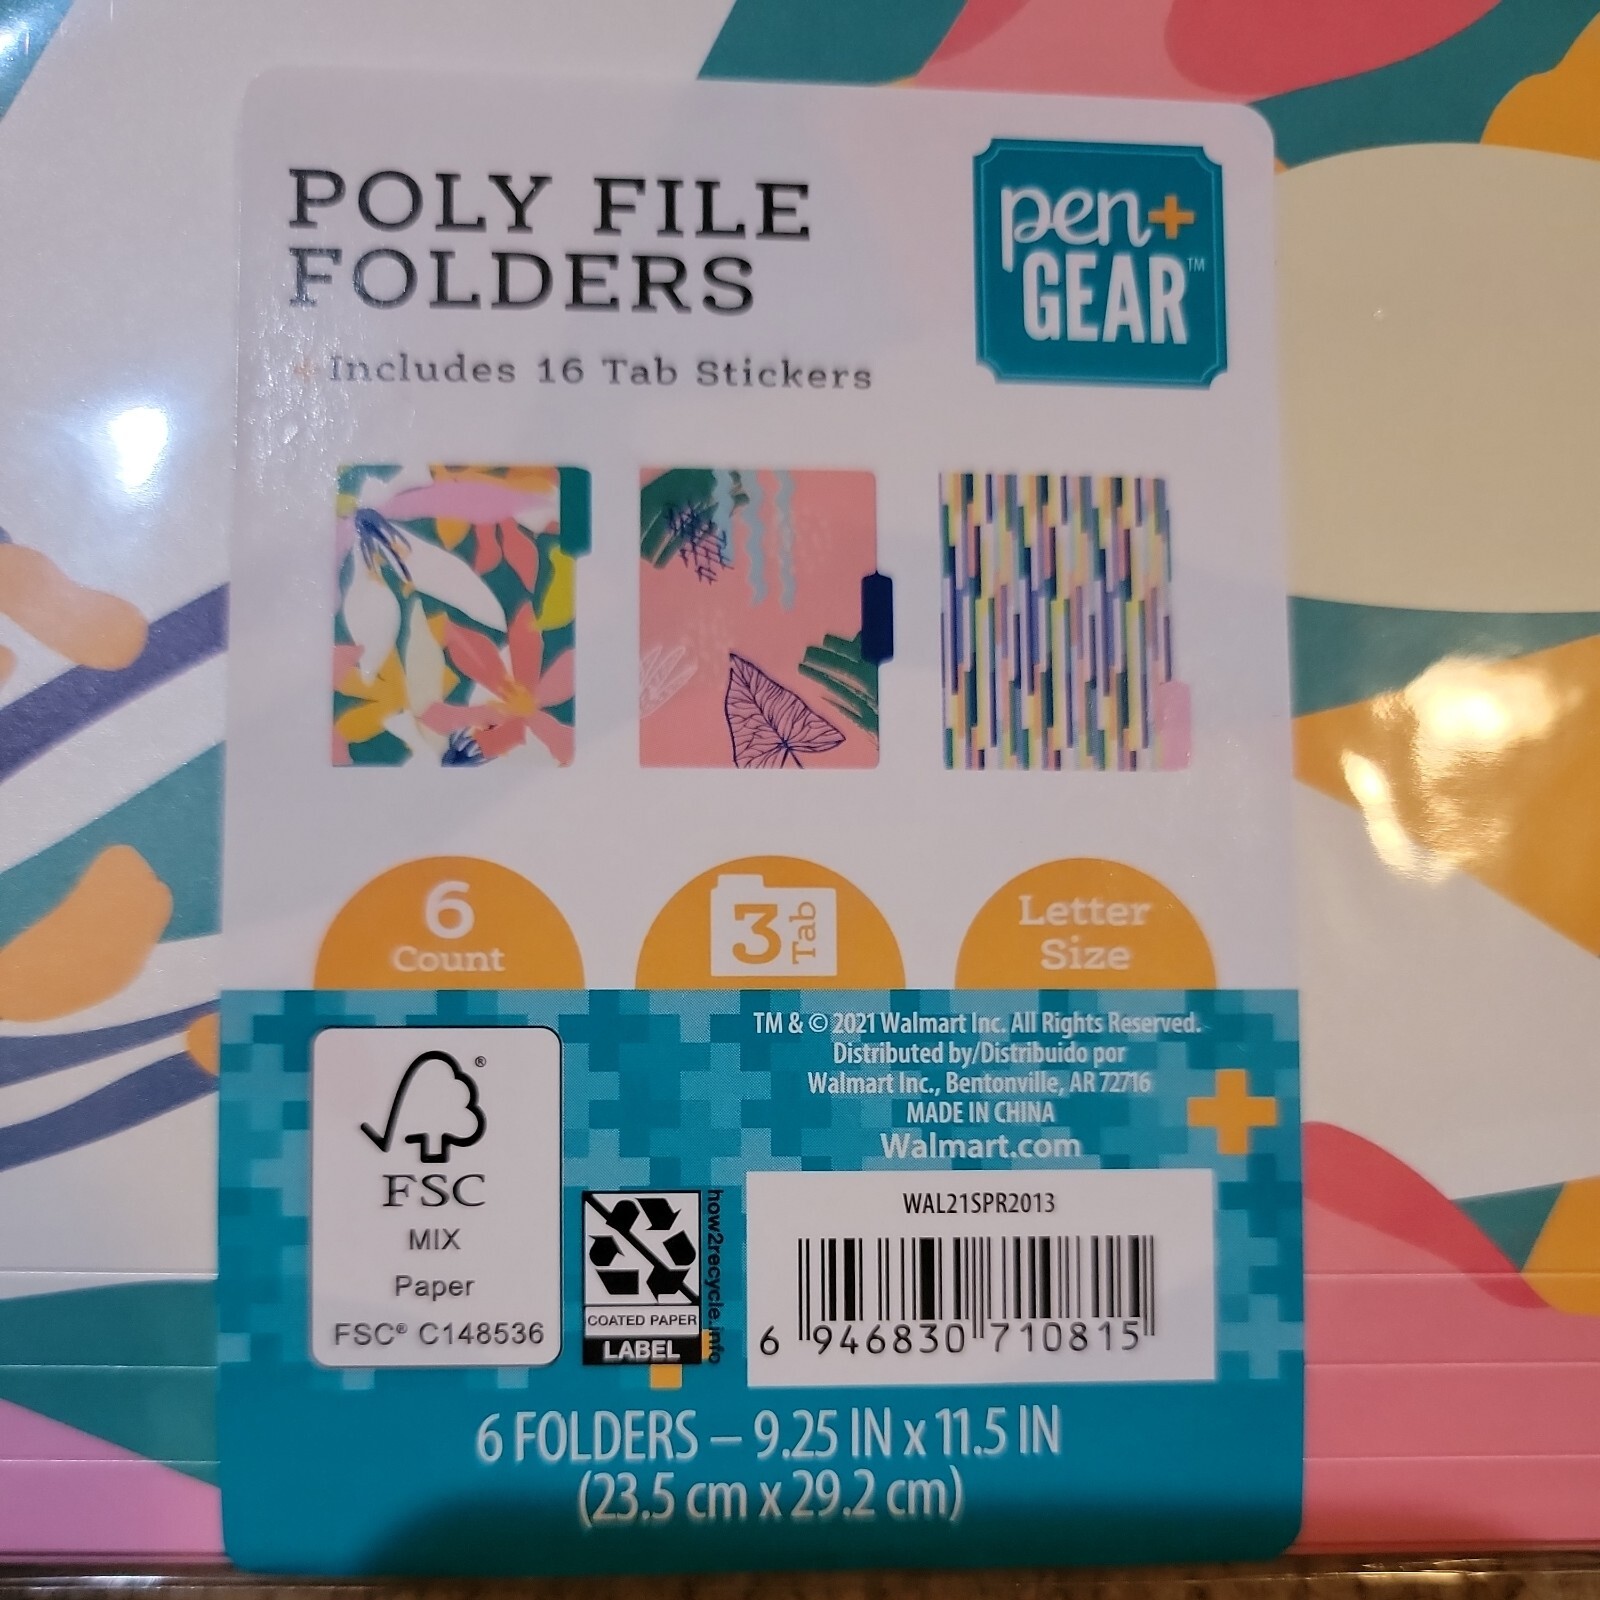 POLY FILE
FOLDERS
+ Includes 16 Tab Stickers
pen+
GEAR™
6
Count
3
Tab
Letter
Size
TM & © 2021 Walmart Inc. All Rights Reserved.
Distributed by/Distribuido por
Walmart Inc., Bentonville, AR 72716
MADE IN CHINA
Walmart.com
®
FSC
MIX
Paper
FSC® C148536
COATED PAPER
LABEL
how2recycle.info
WAL21SPR2013
6 946830 710815
6 FOLDERS – 9.25 IN x 11.5 IN
(23.5 cm x 29.2 cm)